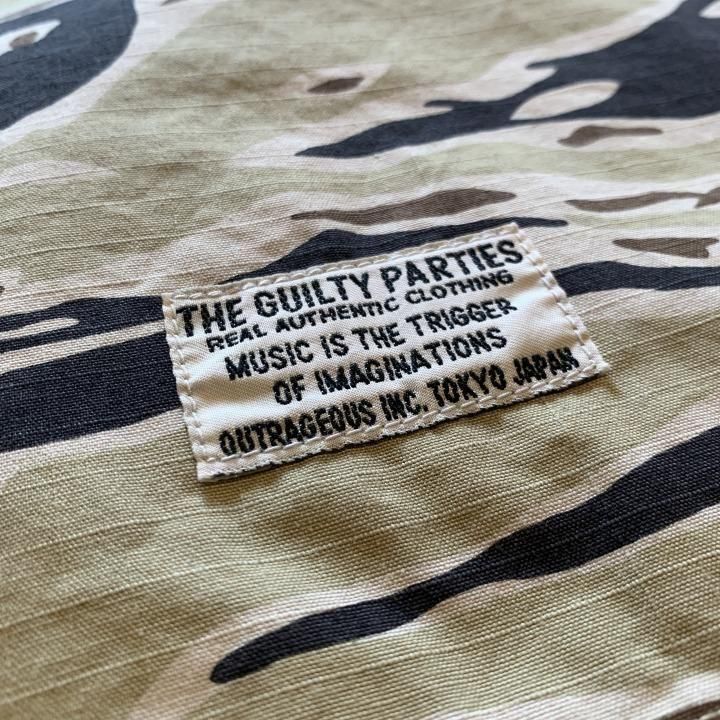 THE GUILTY PARTIES
REAL AUTHENTIC CLOTHING
MUSIC IS THE TRIGGER
OF IMAGINATIONS
OUTRAGEOUS INC. TOKYO JAPAN